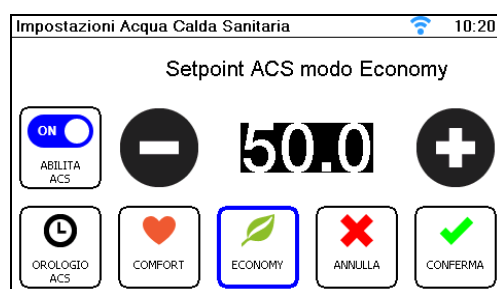 Impostazioni Acqua Calda Sanitaria 10:20
Setpoint ACS modo Economy
ON
ABILITA
ACS
50.0
OROLOGIO
ACS
COMFORT
ECONOMY
ANNULLA
CONFERMA